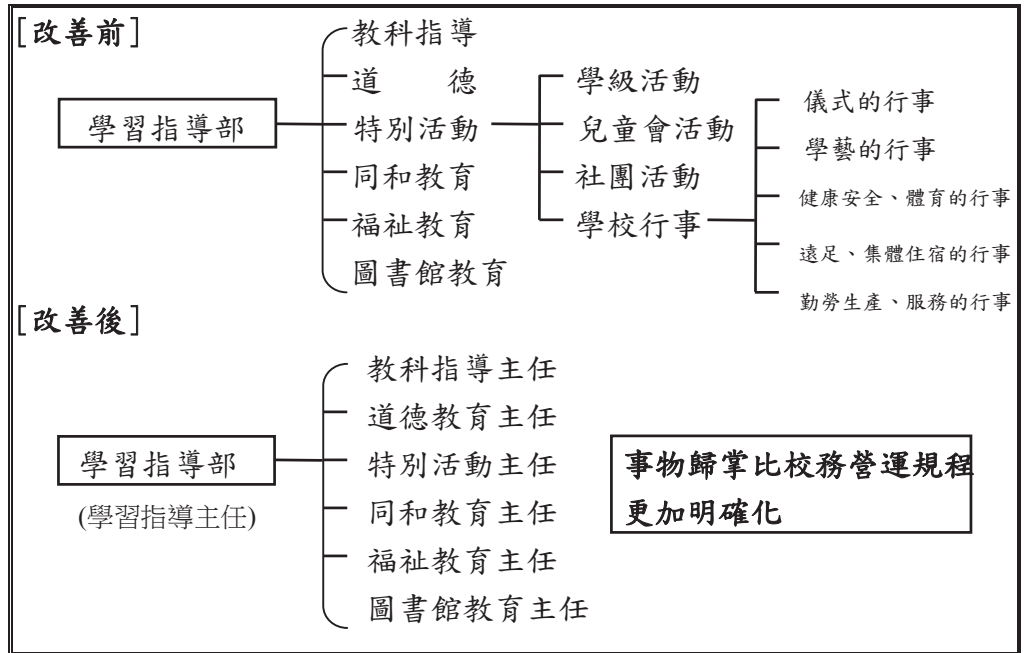 [改善前]
教科指導
道　　德
特別活動
同和教育
福祉教育
圖書館教育
學習指導部
學級活動
兒童會活動
社團活動
學校行事
儀式的行事
學藝的行事
健康安全、體育的行事
遠足、集體住宿的行事
勤勞生產、服務的行事
[改善後]
學習指導部
(學習指導主任)
教科指導主任
道德教育主任
特別活動主任
同和教育主任
福祉教育主任
圖書館教育主任
事物歸掌比校務營運規程
更加明確化